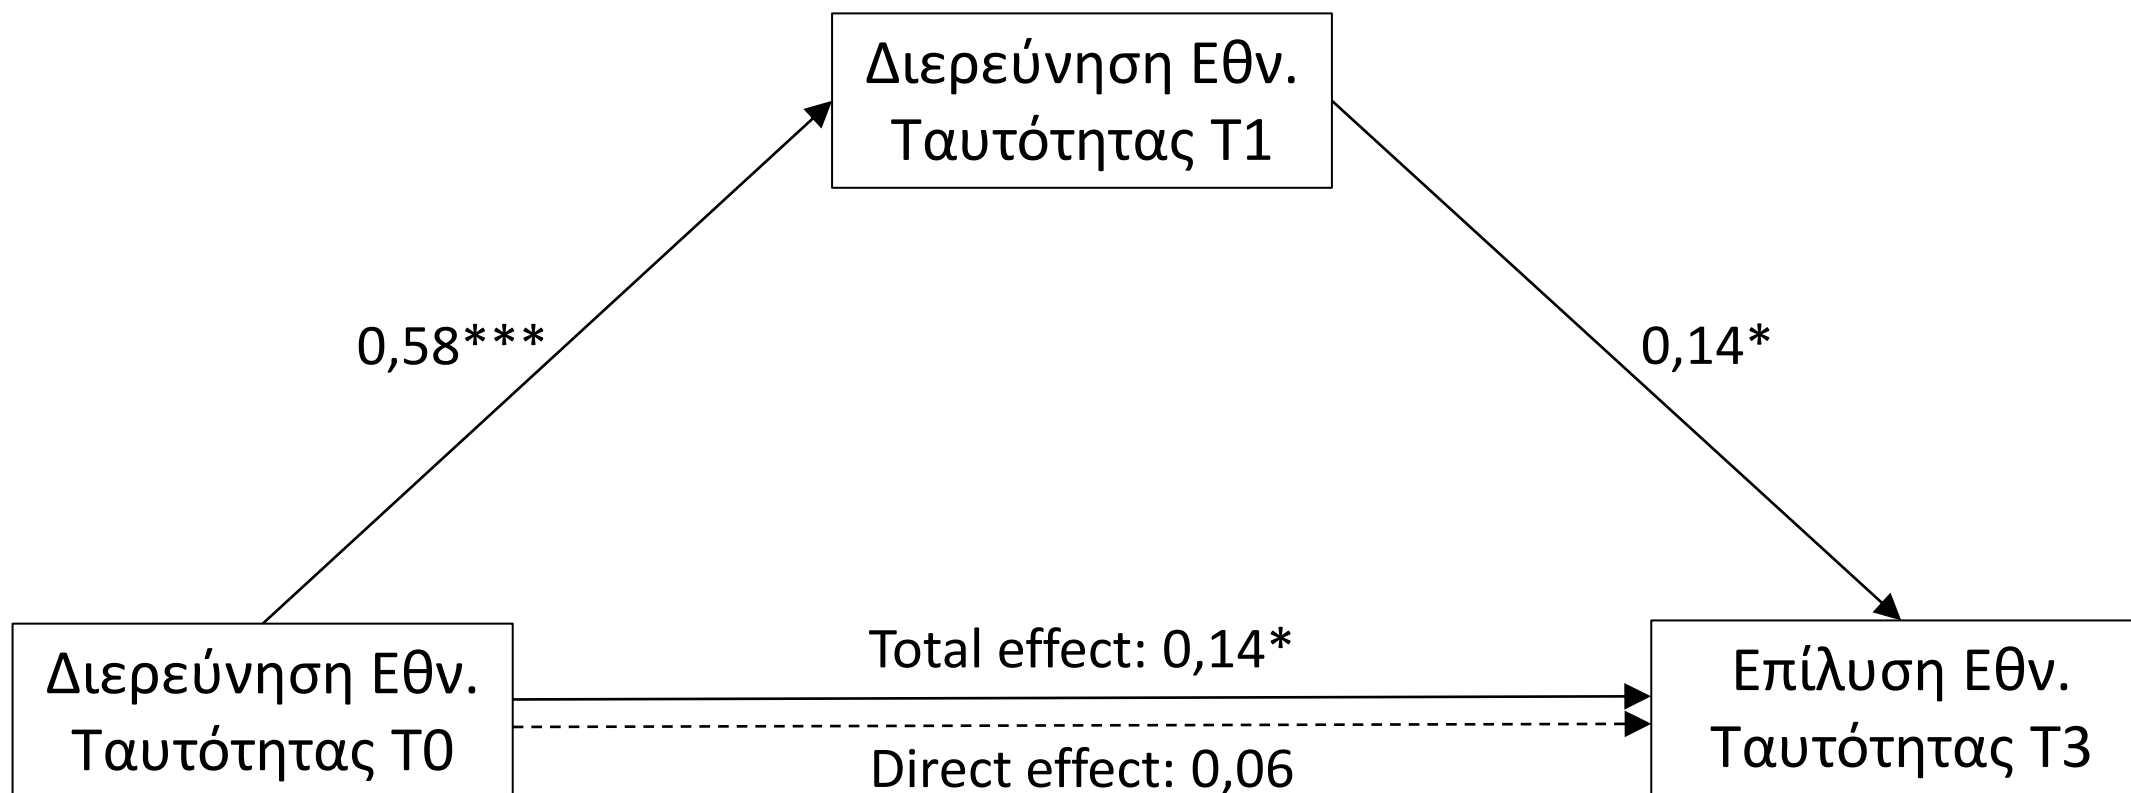 Διερεύνηση Εθν.
Ταυτότητας Τ1
0,58***
0,14*
Διερεύνηση Εθν.
Ταυτότητας Τ0
Total effect: 0,14*
Direct effect: 0,06
Επίλυση Εθν.
Ταυτότητας Τ3